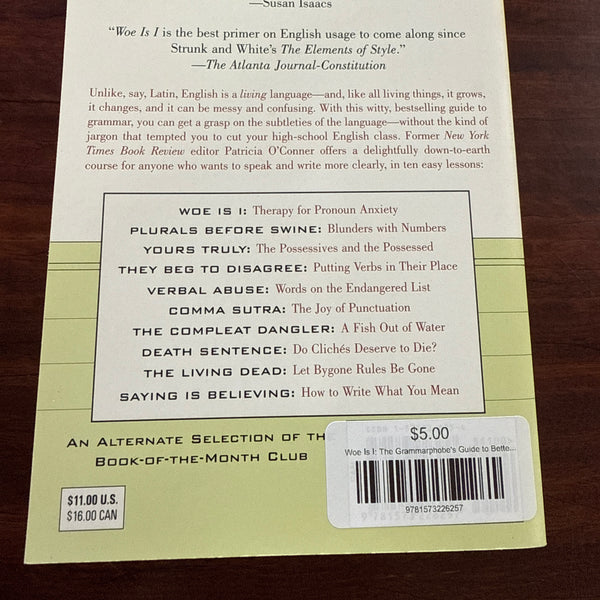 —Susan Isaacs
“Woe Is I is the best primer on English usage to come along since
Strunk and White’s The Elements of Style.”
—The Atlanta Journal-Constitution
Unlike, say, Latin, English is a living language—and, like all living things, it grows,
it changes, and it can be messy and confusing. With this witty, bestselling guide to
grammar, you can get a grasp on the subtleties of the language—without the kind of
jargon that tempted you to cut your high-school English class. Former New York
Times Book Review editor Patricia O’Conner offers a delightfully down-to-earth
course for anyone who wants to speak and write more clearly, in ten easy lessons:
WOE IS I: Therapy for Pronoun Anxiety
PLURALS BEFORE SWINE: Blunders with Numbers
YOURS TRULY: The Possessives and the Possessed
THEY BEG TO DISAGREE: Putting Verbs in Their Place
VERBAL ABUSE: Words on the Endangered List
COMMA SUTRA: The Joy of Punctuation
THE COMPLEAT DANGLER: A Fish Out of Water
DEATH SENTENCE: Do Clichés Deserve to Die?
THE LIVING DEAD: Let Bygone Rules Be Gone
SAYING IS BELIEVING: How to Write What You Mean
AN ALTERNATE SELECTION OF THE
BOOK-OF-THE-MONTH CLUB
$11.00 U.S.
$16.00 CAN
$5.00
Woe Is I: The Grammarphobe's Guide to Bette...
9781573226257